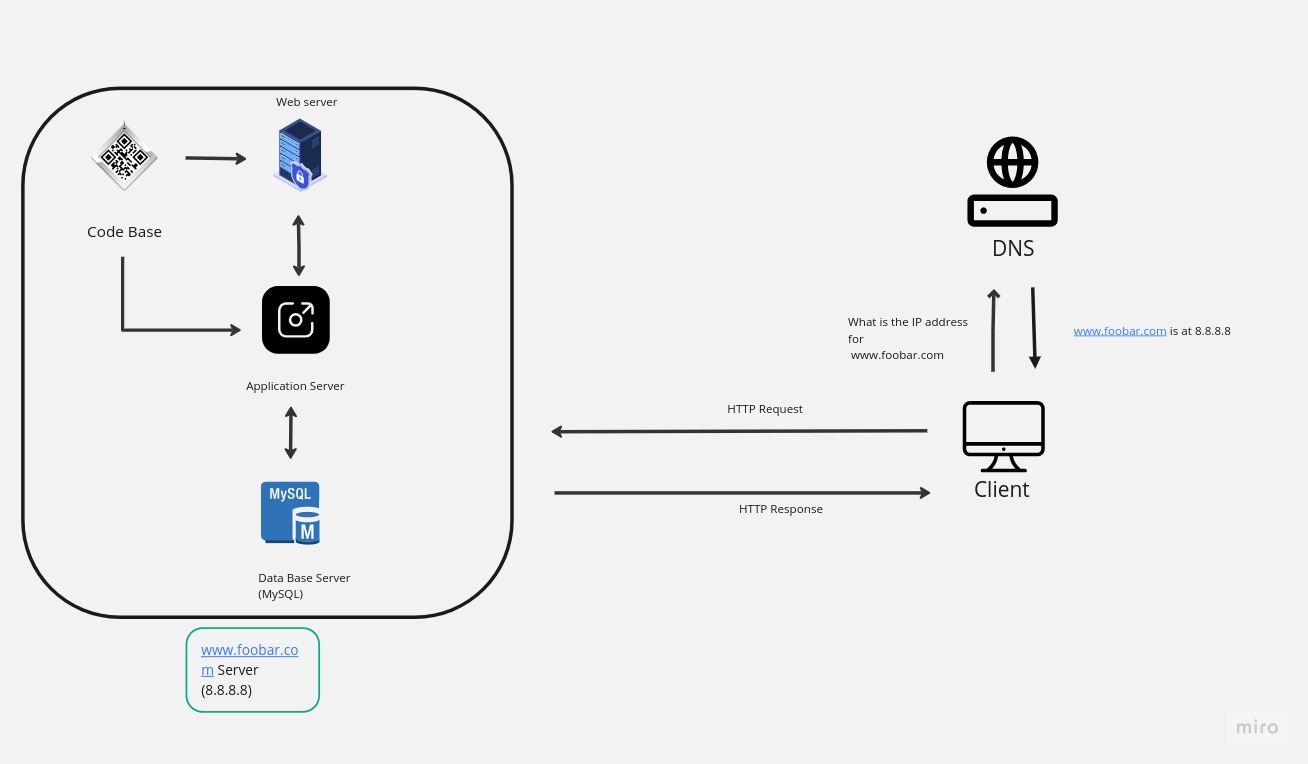 Web server
Code Base
Application Server
MySQL
M
Data Base Server
(MySQL)
www.foobar.co
m Server
(8.8.8.8)
HTTP Request
HTTP Response
DNS
What is the IP address
for
www.foobar.com
www.foobar.com is at 8.8.8.8
Client
miro